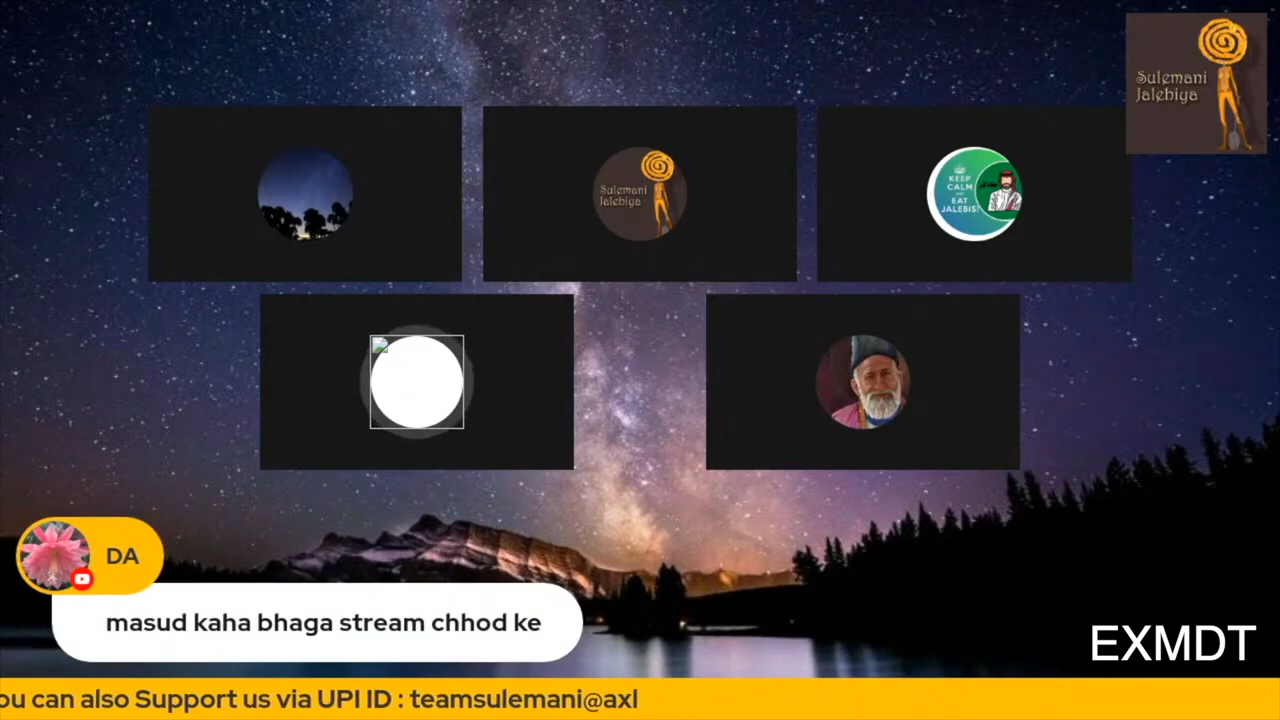 Sulemani
Jalebiya
Sulemani
Jalebiya
KEEP
CALM
AND
EAT
JALEBIS!
DA
masud kaha bhaga stream chhod ke
EXMDT
ou can also Support us via UPI ID : teamsulemani@axl